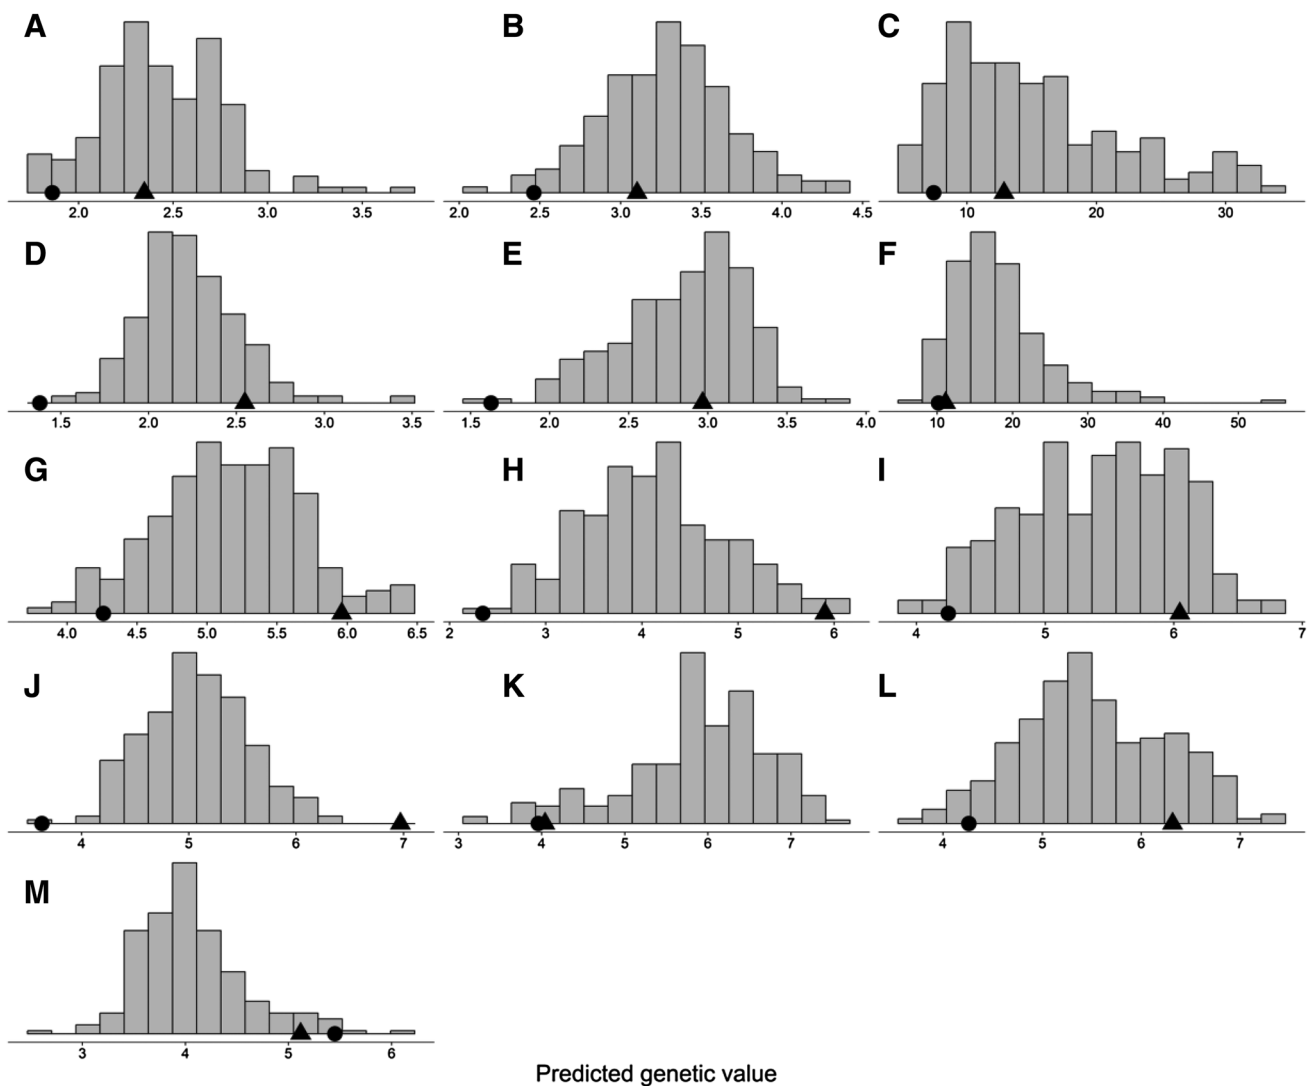 A B C
2.0 2.5 3.0 3.5 2.0 2.5 3.0 3.5 4.0 4.5 10 20 30
D E F
1.5 2.0 2.5 3.0 3.5 1.5 2.0 2.5 3.0 3.5 4.0 10 20 30 40 50
G H I
4.0 4.5 5.0 5.5 6.0 6.5 2 3 4 5 6 4 5 6 7
J K L
4 5 6 7 3 4 5 6 7 4 5 6 7
M
3 4 5 6
Predicted genetic value